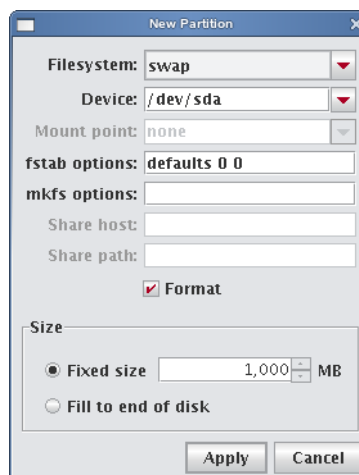 New Partition
Filesystem: swap
Device: /dev/sda
Mount point: none
fstab options: defaults 0 0
mkfs options:
Share host:
Share path:
Format
Size
Fixed size 1,000 MB
Fill to end of disk
Apply Cancel